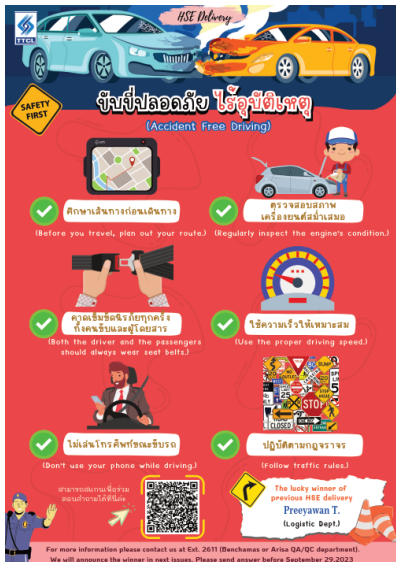 HSE Delivery
TTCL
SAFETY
FIRST
ขับขี่ปลอดภัย ไร้อุบัติเหตุ
(Accident Free Driving)
ศึกษาเส้นทางก่อนเดินทาง
(Before you travel, plan out your route.)
ตรวจสอบสภาพ
เครื่องยนต์สม่ำเสมอ
(Regularly inspect the engine's condition.)
คาดเข็มขัดนิรภัยทุกครั้ง
ทั้งคนขับและผู้โดยสาร
(Both the driver and the passengers
should always wear seat belts.)
ใช้ความเร็วให้เหมาะสม
(Use the proper driving speed.)
ไม่เล่นโทรศัพท์ขณะขับรถ
(Don't use your phone while driving.)
STOP
CLOSED
ปฏิบัติตามกฎจราจร
(Follow traffic rules.)
สามารถสแกนเพื่อร่วม
ตอบคำถามได้ที่นี่ค่ะ
The lucky winner of
previous HSE delivery
Preeyawan T.
(Logistic Dept.)
For more information please contact us at Ext. 2611 (Benchamas or Arisa QA/QC department).
We will announce the winner in next issues. Please send answer before September 29,2023